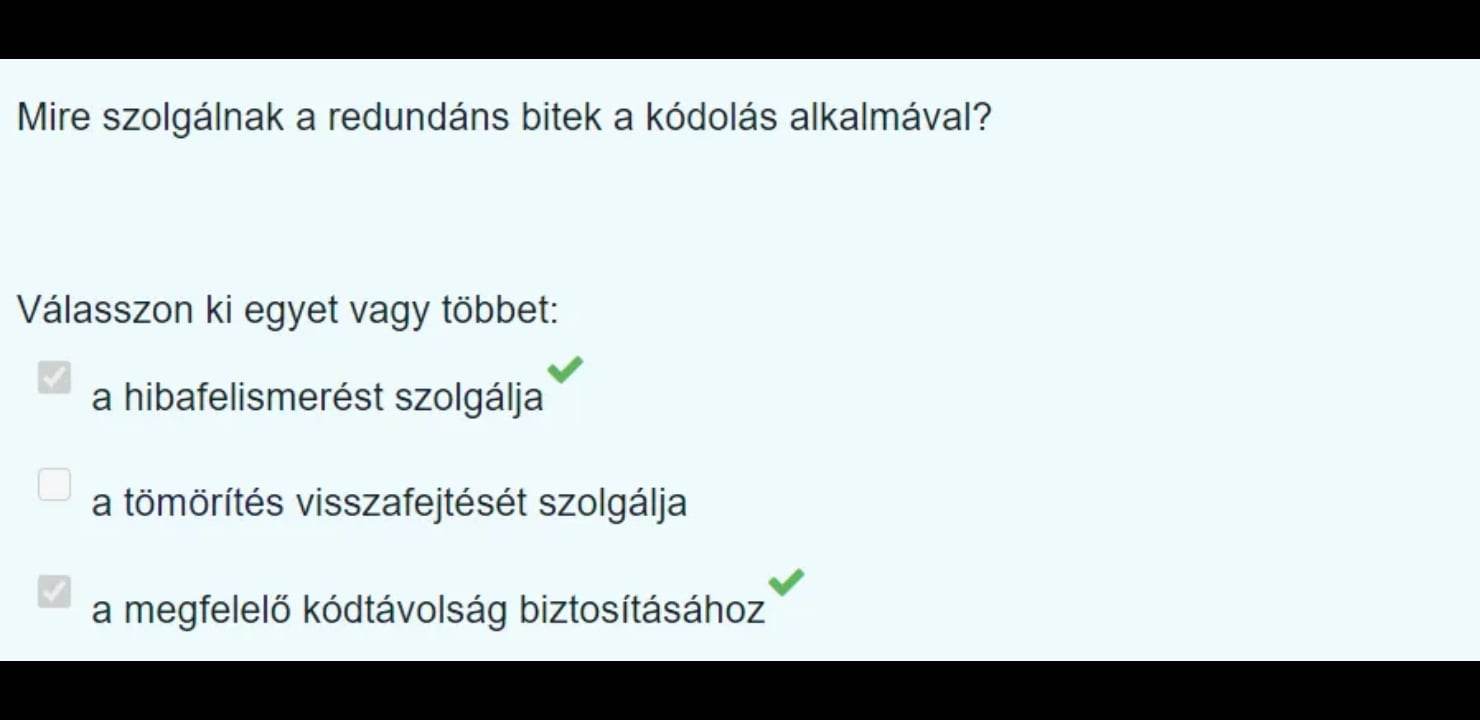 Mire szolgálnak a redundáns bitek a kódolás alkalmával?
Válasszon ki egyet vagy többet:
a hibafelismerést szolgálja
a tömörítés visszafejtését szolgálja
a megfelelő kódtávolság biztosításához